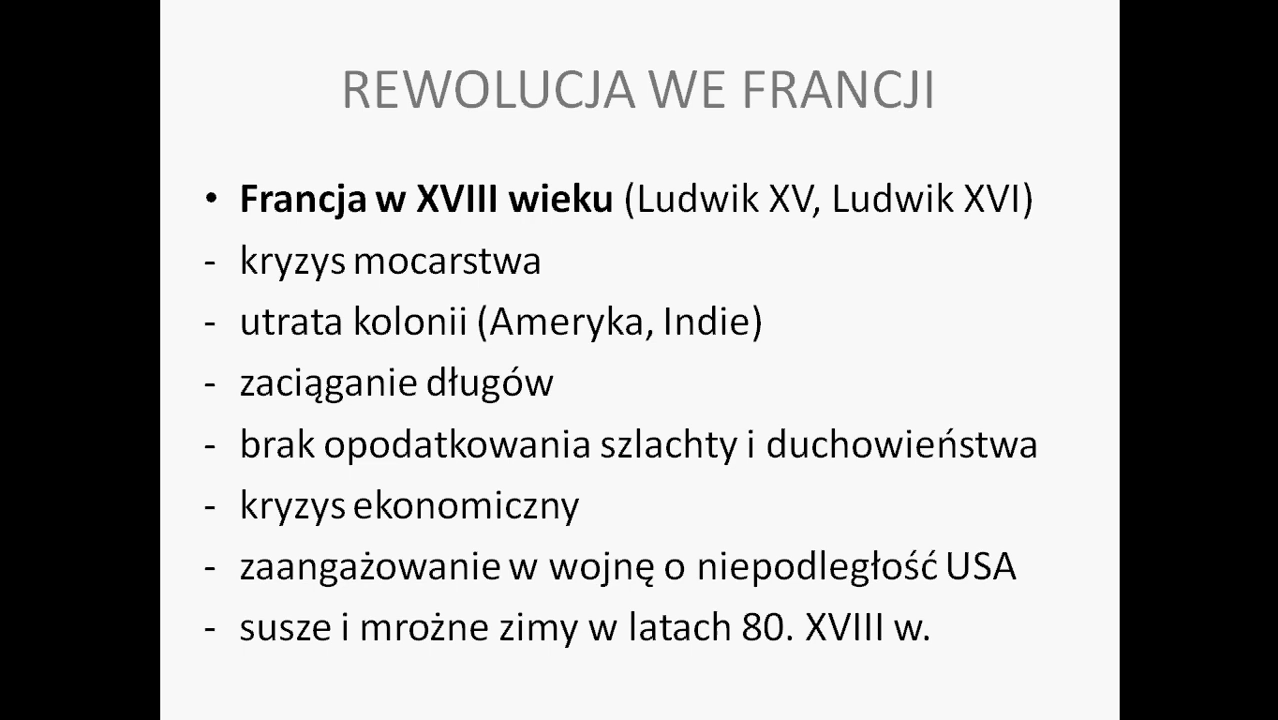 REWOLUCJA WE FRANCJI
• Francja w XVIII wieku (Ludwik XV, Ludwik XVI)
- kryzys mocarstwa
- utrata kolonii (Ameryka, Indie)
- zaciąganie długów
- brak opodatkowania szlachty i duchowieństwa
- kryzys ekonomiczny
- zaangażowanie w wojnę o niepodległość USA
- susze i mroźne zimy w latach 80. XVIII w.